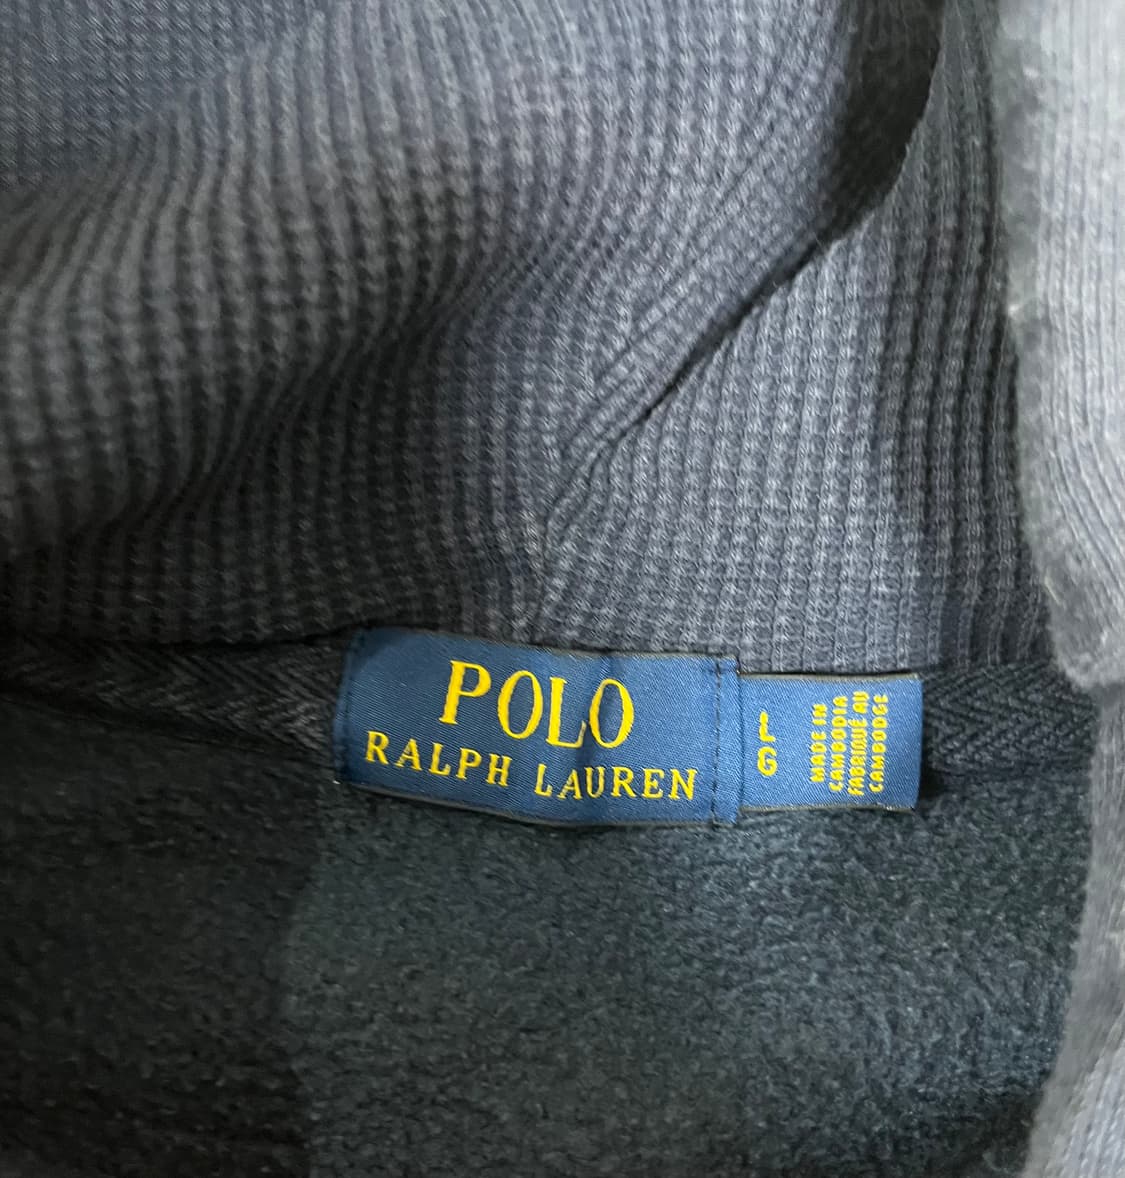 POLO
RALPH LAUREN
L
G
MADE IN
CAMBODIA
FABRIQUÉ AU
CAMBODGE